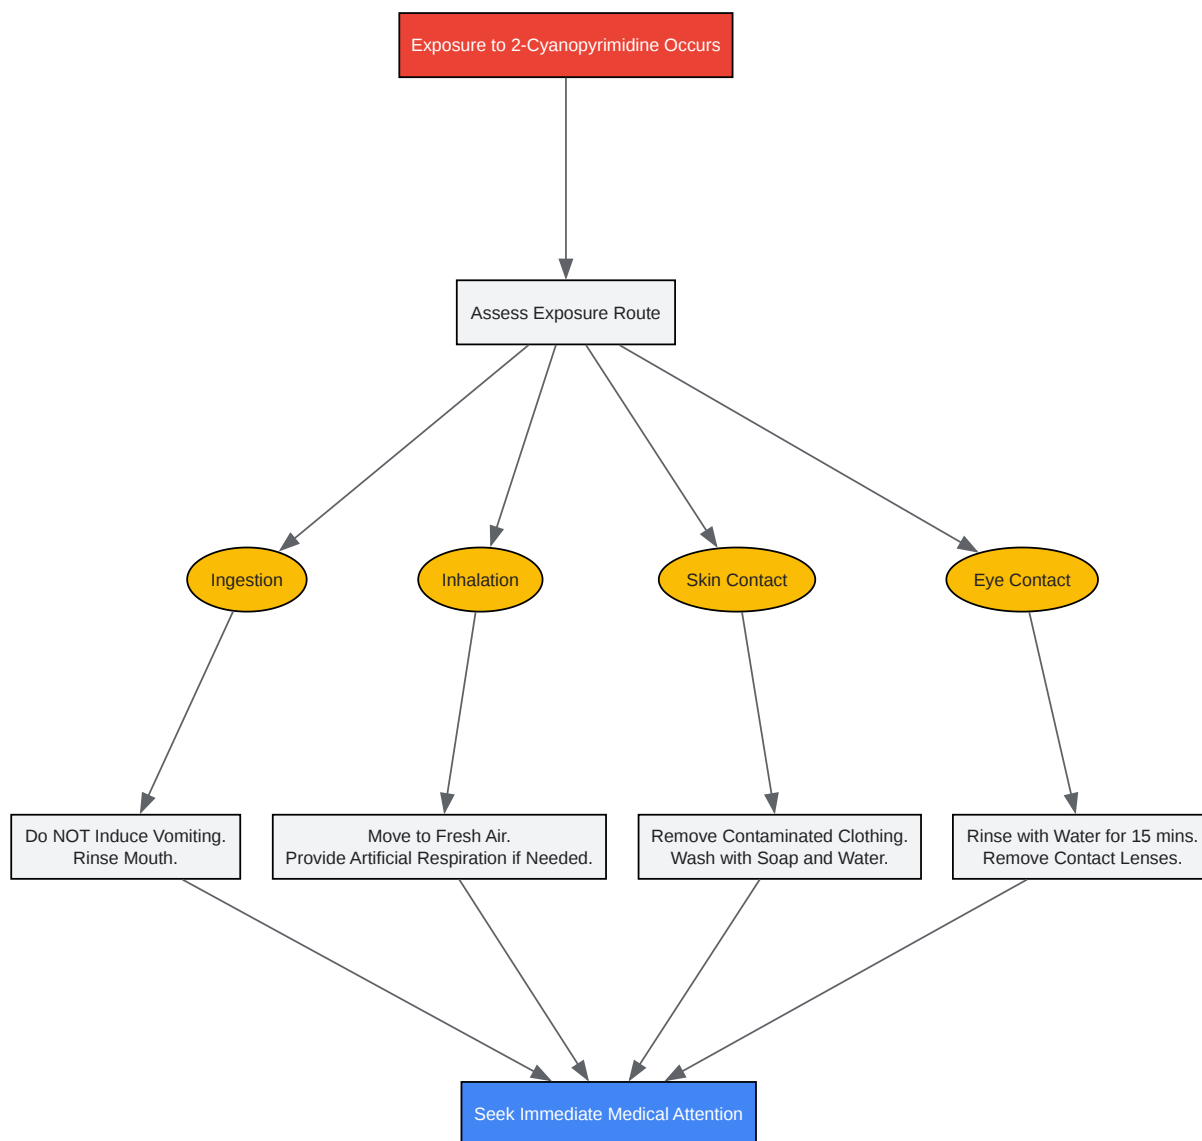 Exposure to 2-Cyanopyrimidine Occurs
Assess Exposure Route
Ingestion
Inhalation
Skin Contact
Eye Contact
Do NOT Induce Vomiting.
Rinse Mouth.
Move to Fresh Air.
Provide Artificial Respiration if Needed.
Remove Contaminated Clothing.
Wash with Soap and Water.
Rinse with Water for 15 mins.
Remove Contact Lenses.
Seek Immediate Medical Attention